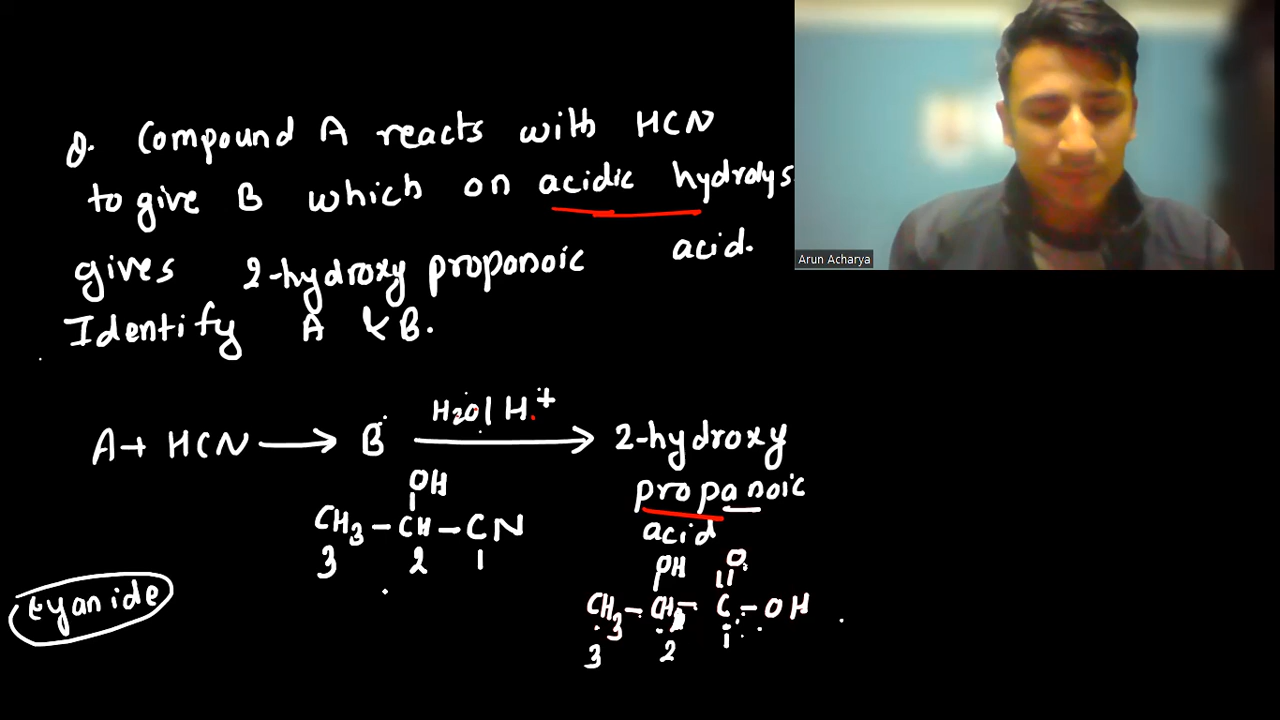 Q. Compound A reacts with HCN
to give B which on acidic hydrolys
gives 2-hydroxy propanoic acid.
Identify A & B.
Arun Acharya
A+ HCN → B H2O/H+ → 2-hydroxy
propanoic
acid
OH
CH3-CH-CN
3 2 1
OH O
CH3-CH-C-OH
3 2 1
cyanide